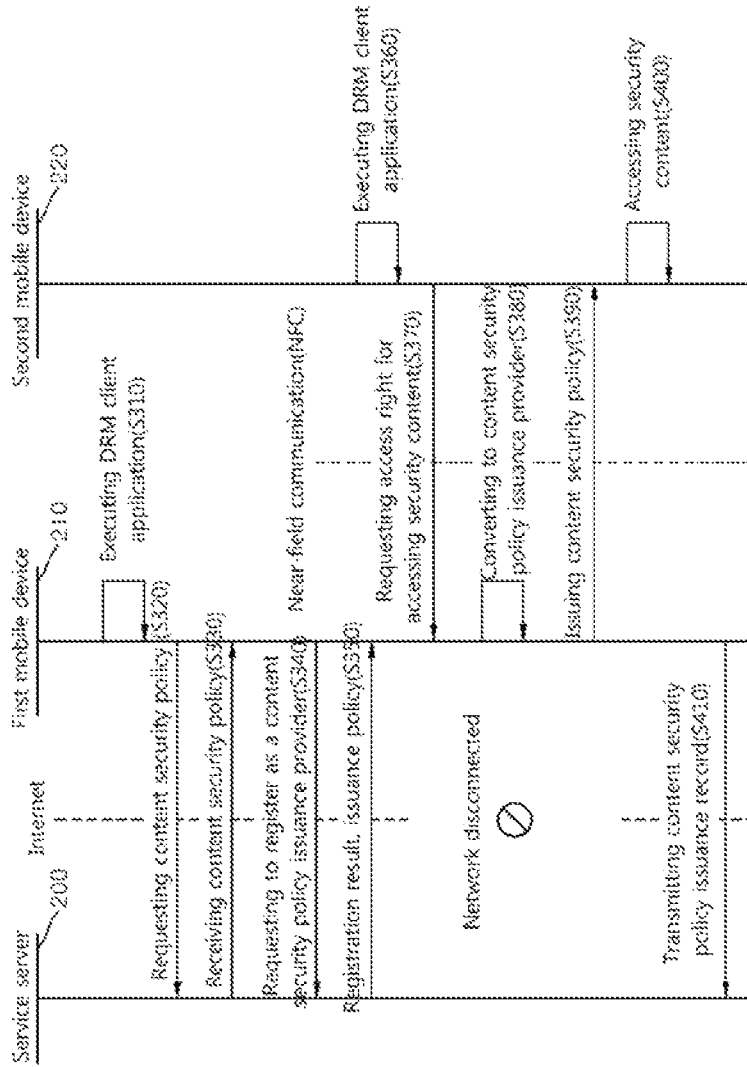 Service server
200
Internet
First mobile device
210
Second mobile device
220
Executing DRM client
application(S310)
Requesting content security policy (S320)
Receiving content security policy(S330)
Requesting to register as a content
security policy issuance provider(S340)
Registration result, issuance policy(S350)
Near-field communication(NFC)
Executing DRM client
application(S360)
Requesting access right for
accessing security content(S370)
Network disconnected
Converting to content security
policy issuance provider(S380)
Issuing content security policy(S390)
Accessing security
content(S400)
Transmitting content security
policy issuance record(S410)